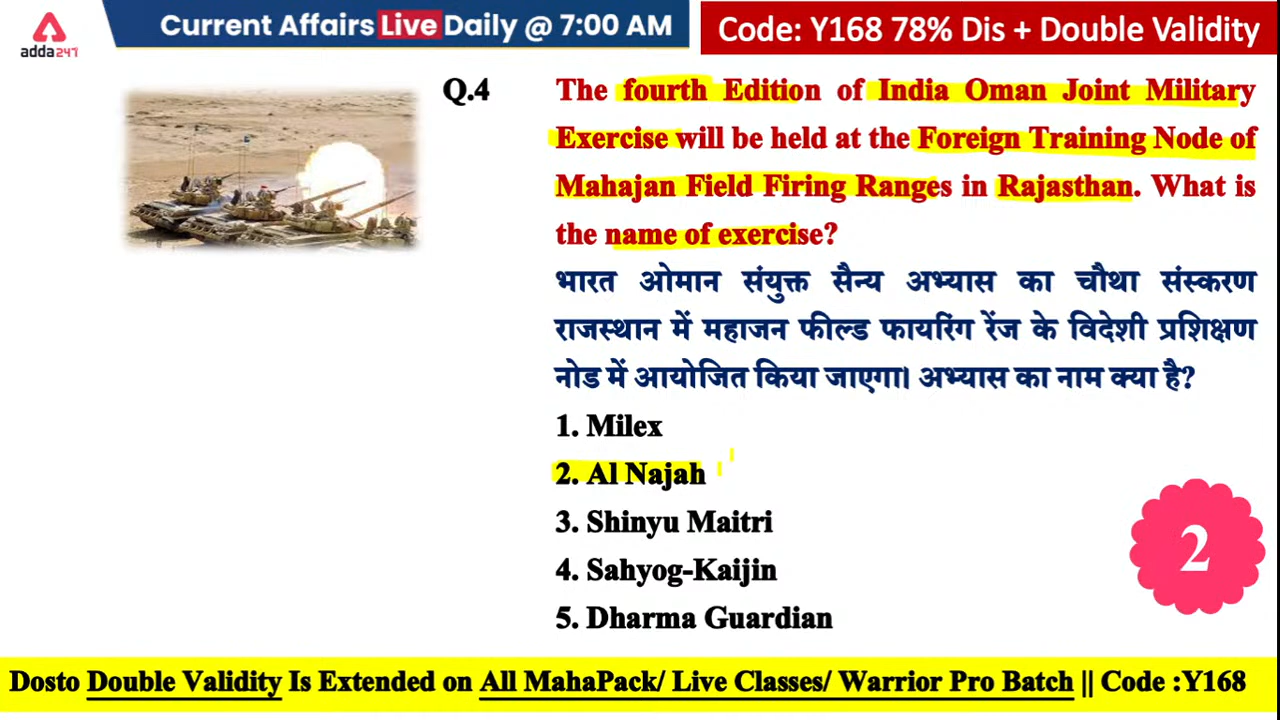 Current Affairs Live Daily @ 7:00 AM
Code: Y168 78% Dis + Double Validity
adda247
Q.4
The fourth Edition of India Oman Joint Military
Exercise will be held at the Foreign Training Node of
Mahajan Field Firing Ranges in Rajasthan. What is
the name of exercise?
भारत ओमान संयुक्त सैन्य अभ्यास का चौथा संस्करण
राजस्थान में महाजन फील्ड फायरिंग रेंज के विदेशी प्रशिक्षण
नोड में आयोजित किया जाएगा। अभ्यास का नाम क्या है?
1. Milex
2. Al Najah
3. Shinyu Maitri
4. Sahyog-Kaijin
5. Dharma Guardian
2
Dosto Double Validity Is Extended on All MahaPack/ Live Classes/ Warrior Pro Batch || Code :Y168